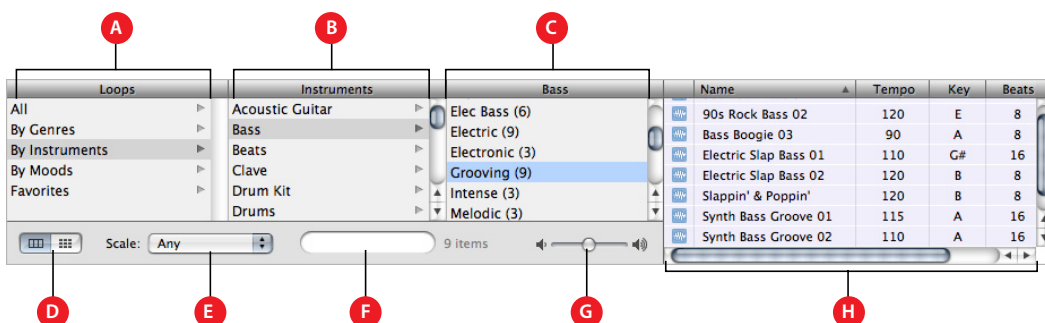 A B C
Loops Instruments Bass Name Tempo Key Beats
All
By Genres
By Instruments
By Moods
Favorites
Acoustic Guitar
Bass
Beats
Clave
Drum Kit
Drums
Elec Bass (6)
Electric (9)
Electronic (3)
Grooving (9)
Intense (3)
Melodic (3)
90s Rock Bass 02 120 E 8
Bass Boogie 03 90 A 8
Electric Slap Bass 01 110 G# 16
Electric Slap Bass 02 120 B 8
Slappin' & Poppin' 120 B 8
Synth Bass Groove 01 115 A 16
Synth Bass Groove 02 110 A 16
Scale: Any 9 items
D E F G H